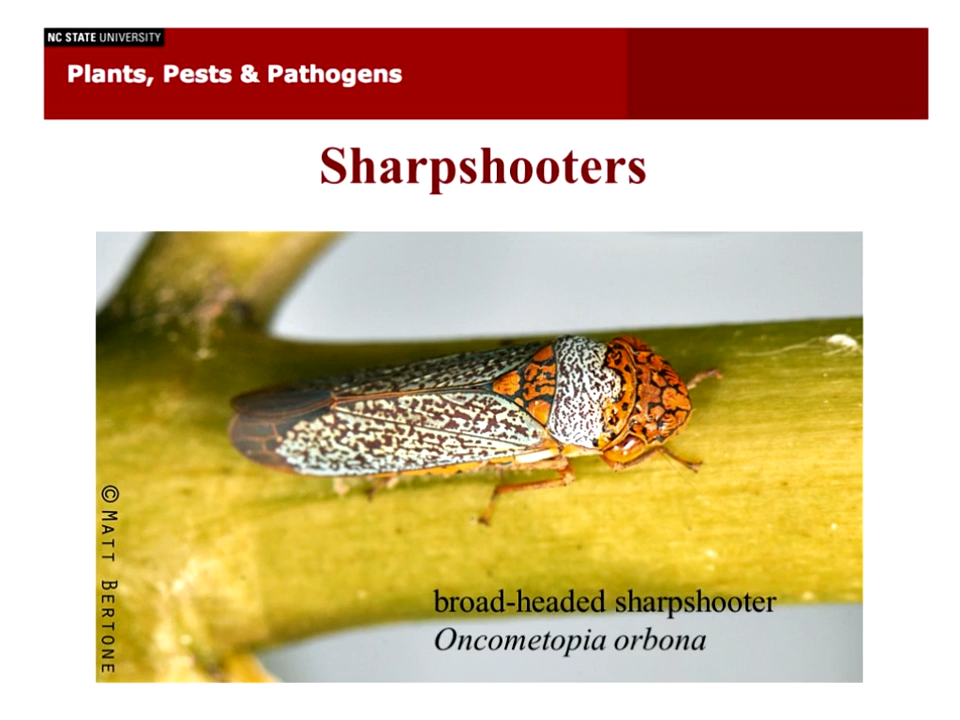 NC STATE UNIVERSITY
Plants, Pests & Pathogens
Sharpshooters
© MATT BERTONE
broad-headed sharpshooter
Oncometopia orbona